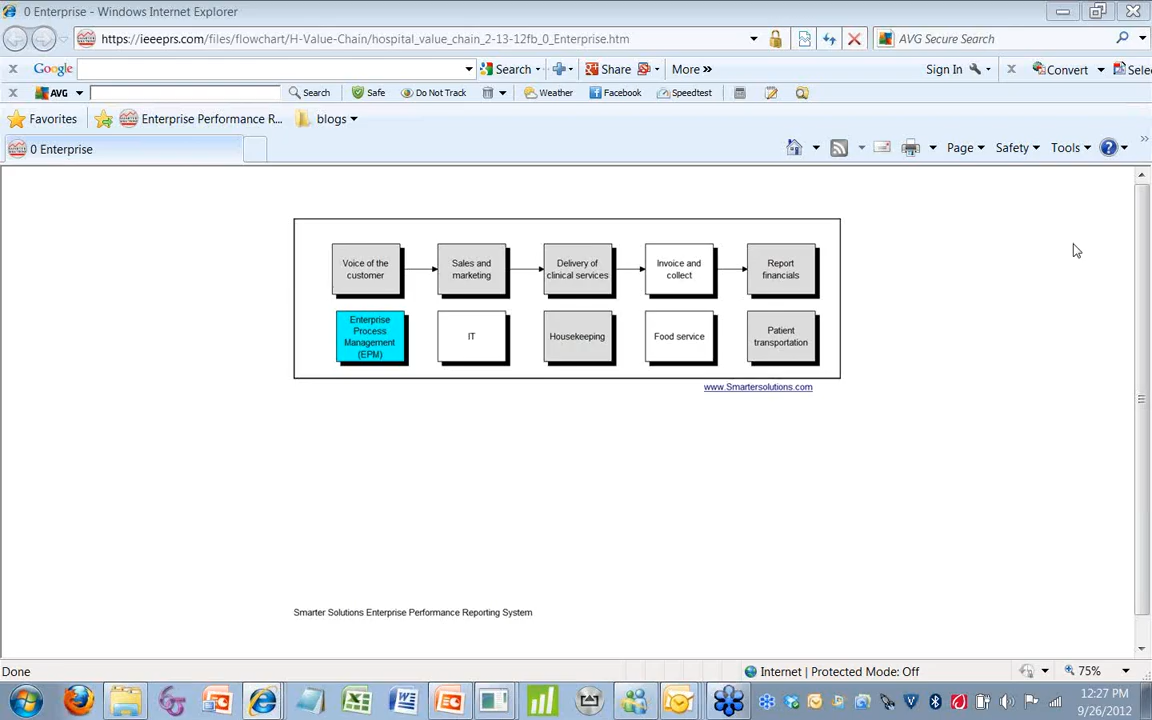 0 Enterprise - Windows Internet Explorer
https://ieeeprs.com/files/flowchart/H-Value-Chain/hospital_value_chain_2-13-12fb_0_Enterprise.htm
AVG Secure Search
x Google Search Share More » Sign In x Convert Sele
x AVG Search Safe Do Not Track Weather Facebook Speedtest
Favorites Enterprise Performance R... blogs
0 Enterprise Page Safety Tools
Voice of the
customer
Sales and
marketing
Delivery of
clinical services
Invoice and
collect
Report
financials
Enterprise
Process
Management
(EPM)
IT
Housekeeping
Food service
Patient
transportation
www.Smartersolutions.com
Smarter Solutions Enterprise Performance Reporting System
Done Internet | Protected Mode: Off 75%
12:27 PM
9/26/2012